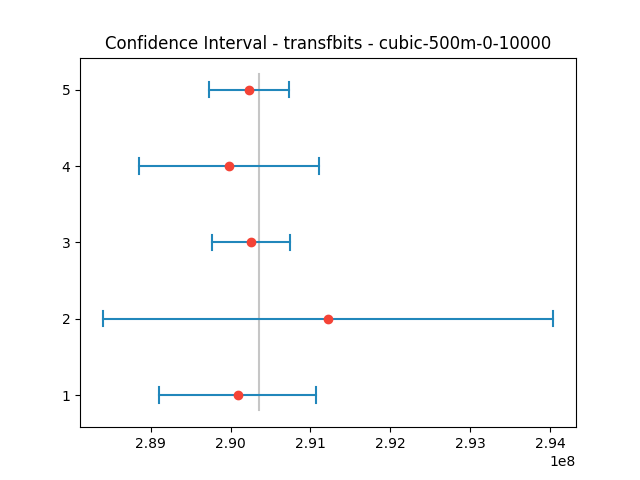 Confidence Interval - transfbits - cubic-500m-0-10000
5
4
3
2
1
2.89 2.90 2.91 2.92 2.93 2.94
1e8